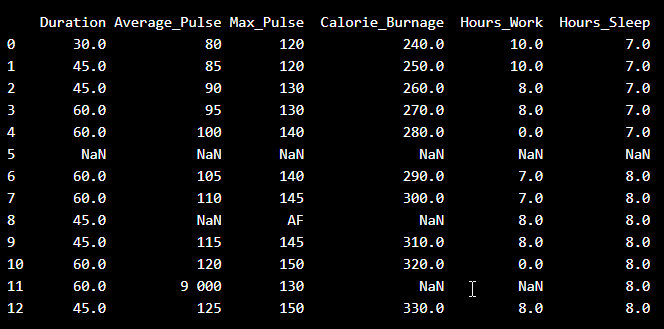 Duration Average_Pulse Max_Pulse Calorie_Burnage Hours_Work Hours_Sleep
0 30.0 80 120 240.0 10.0 7.0
1 45.0 85 120 250.0 10.0 7.0
2 45.0 90 130 260.0 8.0 7.0
3 60.0 95 130 270.0 8.0 7.0
4 60.0 100 140 280.0 0.0 7.0
5 NaN NaN NaN NaN NaN NaN
6 60.0 105 140 290.0 7.0 8.0
7 60.0 110 145 300.0 7.0 8.0
8 45.0 NaN AF NaN 8.0 8.0
9 45.0 115 145 310.0 8.0 8.0
10 60.0 120 150 320.0 0.0 8.0
11 60.0 9 000 130 NaN NaN 8.0
12 45.0 125 150 330.0 8.0 8.0